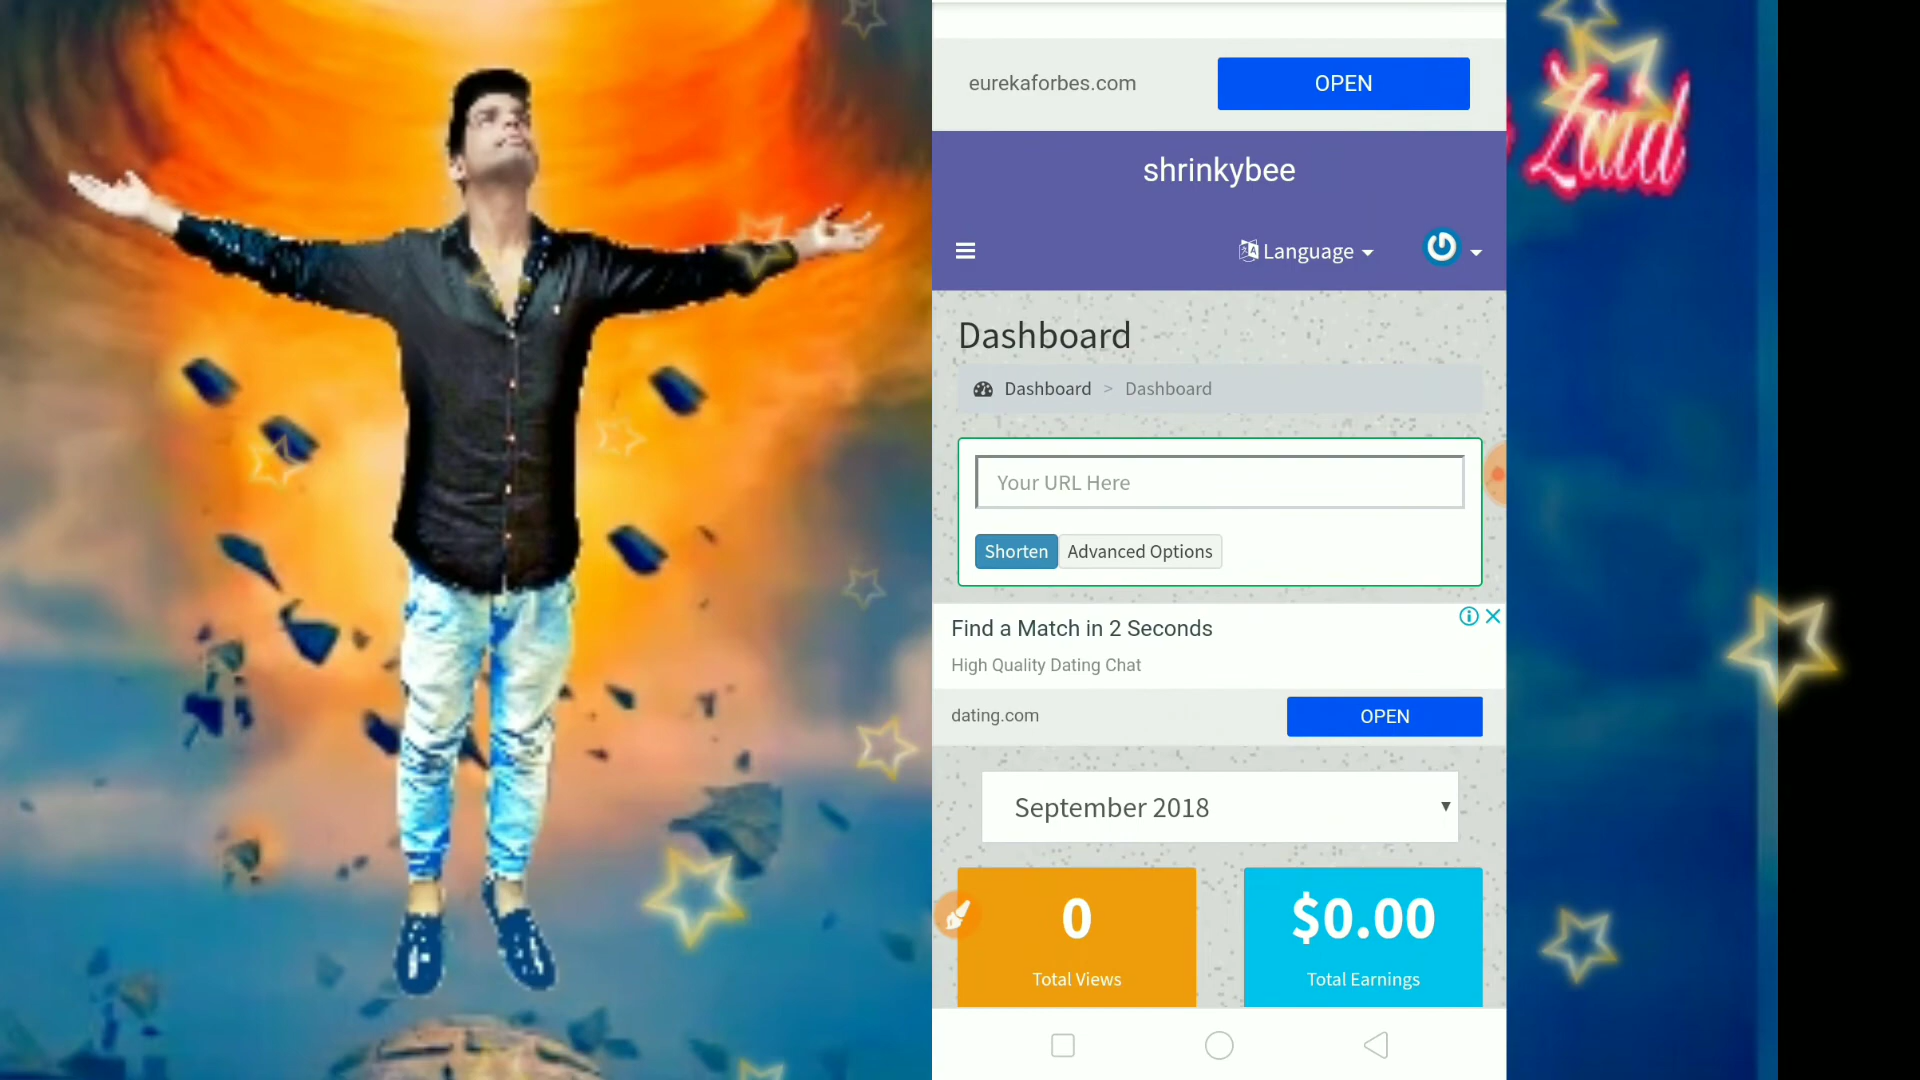 eurekaforbes.com
OPEN
shrinkybee
Language
Dashboard
Dashboard > Dashboard
Your URL Here
Shorten
Advanced Options
Find a Match in 2 Seconds
High Quality Dating Chat
dating.com
OPEN
September 2018
0
$0.00
Total Views
Total Earnings
Zaid